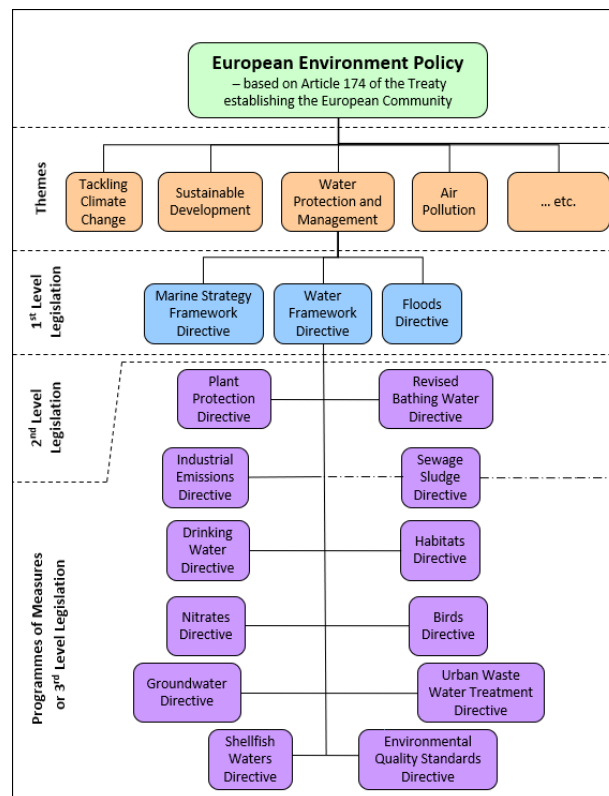 European Environment Policy
– based on Article 174 of the Treaty
establishing the European Community
Themes
Tackling
Climate
Change
Sustainable
Development
Water
Protection and
Management
Air
Pollution
... etc.
1st Level
Legislation
Marine Strategy
Framework
Directive
Water
Framework
Directive
Floods
Directive
2nd Level
Legislation
Plant
Protection
Directive
Revised
Bathing Water
Directive
Industrial
Emissions
Directive
Sewage
Sludge
Directive
Programmes of Measures
or 3rd Level Legislation
Drinking
Water
Directive
Habitats
Directive
Nitrates
Directive
Birds
Directive
Groundwater
Directive
Urban Waste
Water Treatment
Directive
Shellfish
Waters
Directive
Environmental
Quality Standards
Directive